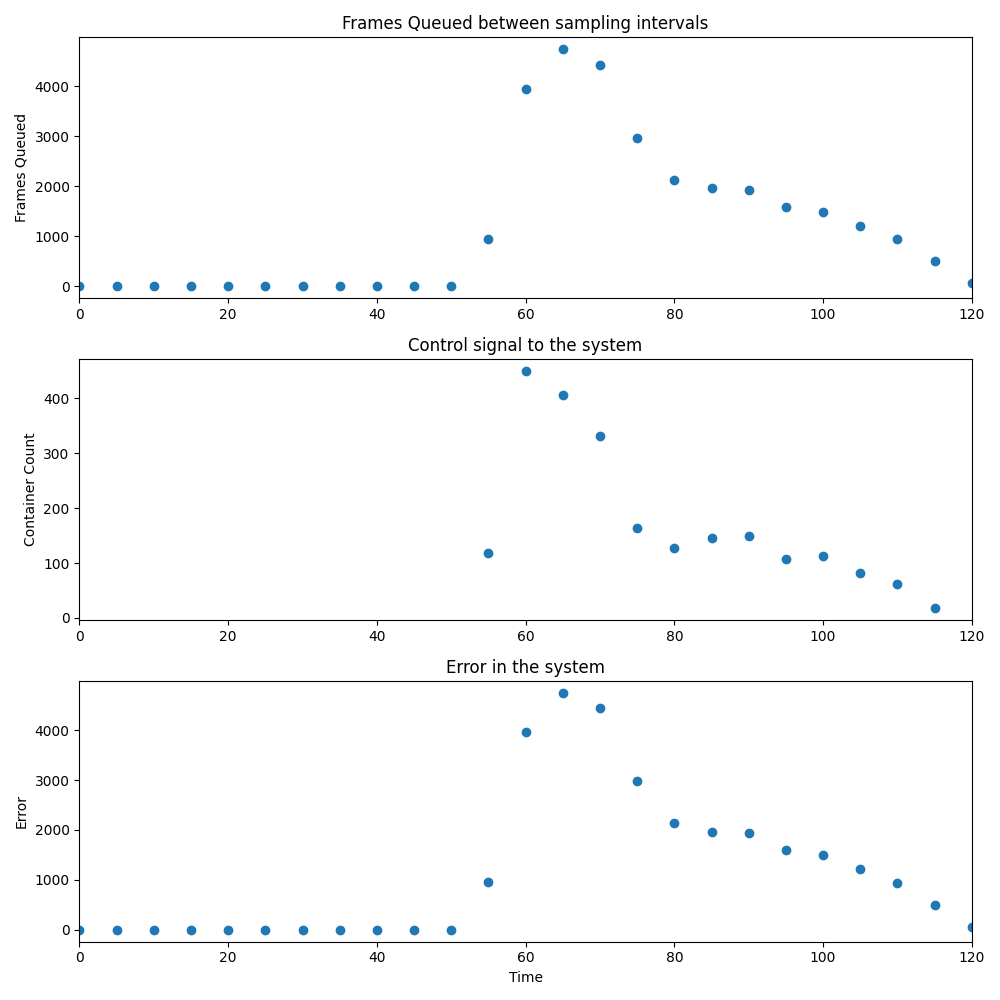 Frames Queued between sampling intervals
Frames Queued
4000
3000
2000
1000
0
0 20 40 60 80 100 120
Control signal to the system
Container Count
400
300
200
100
0
0 20 40 60 80 100 120
Error in the system
Error
4000
3000
2000
1000
0
0 20 40 60 80 100 120
Time